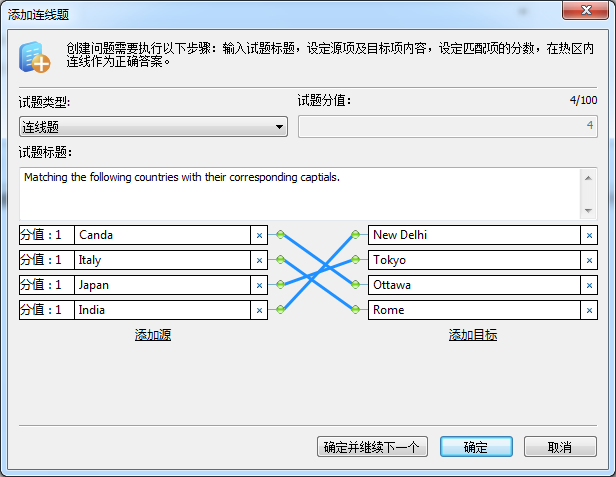 添加连线题
创建问题需要执行以下步骤：输入试题标题，设定源项及目标项内容，设定匹配项的分数，在热区内
连线作为正确答案。
试题类型：
试题分值：
4/100
连线题
4
试题标题：
Matching the following countries with their corresponding captials.
分值：1 Canda × New Delhi ×
分值：1 Italy × Tokyo ×
分值：1 Japan × Ottawa ×
分值：1 India × Rome ×
添加源 添加目标
确定并继续下一个 确定 取消